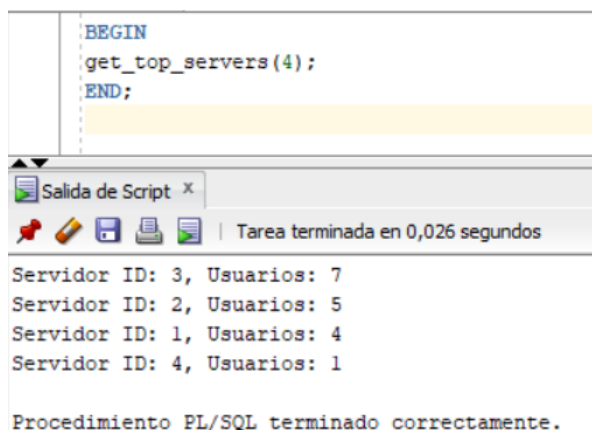 BEGIN
get_top_servers(4);
END;
Salida de Script x
Tarea terminada en 0,026 segundos
Servidor ID: 3, Usuarios: 7
Servidor ID: 2, Usuarios: 5
Servidor ID: 1, Usuarios: 4
Servidor ID: 4, Usuarios: 1
Procedimiento PL/SQL terminado correctamente.